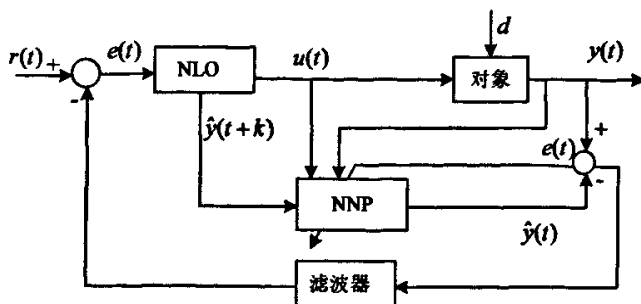 d
r(t) + e(t) NLO u(t) 对象 y(t)
-
ŷ(t+k) +
e(t)
-
NNP
ŷ(t)
滤波器